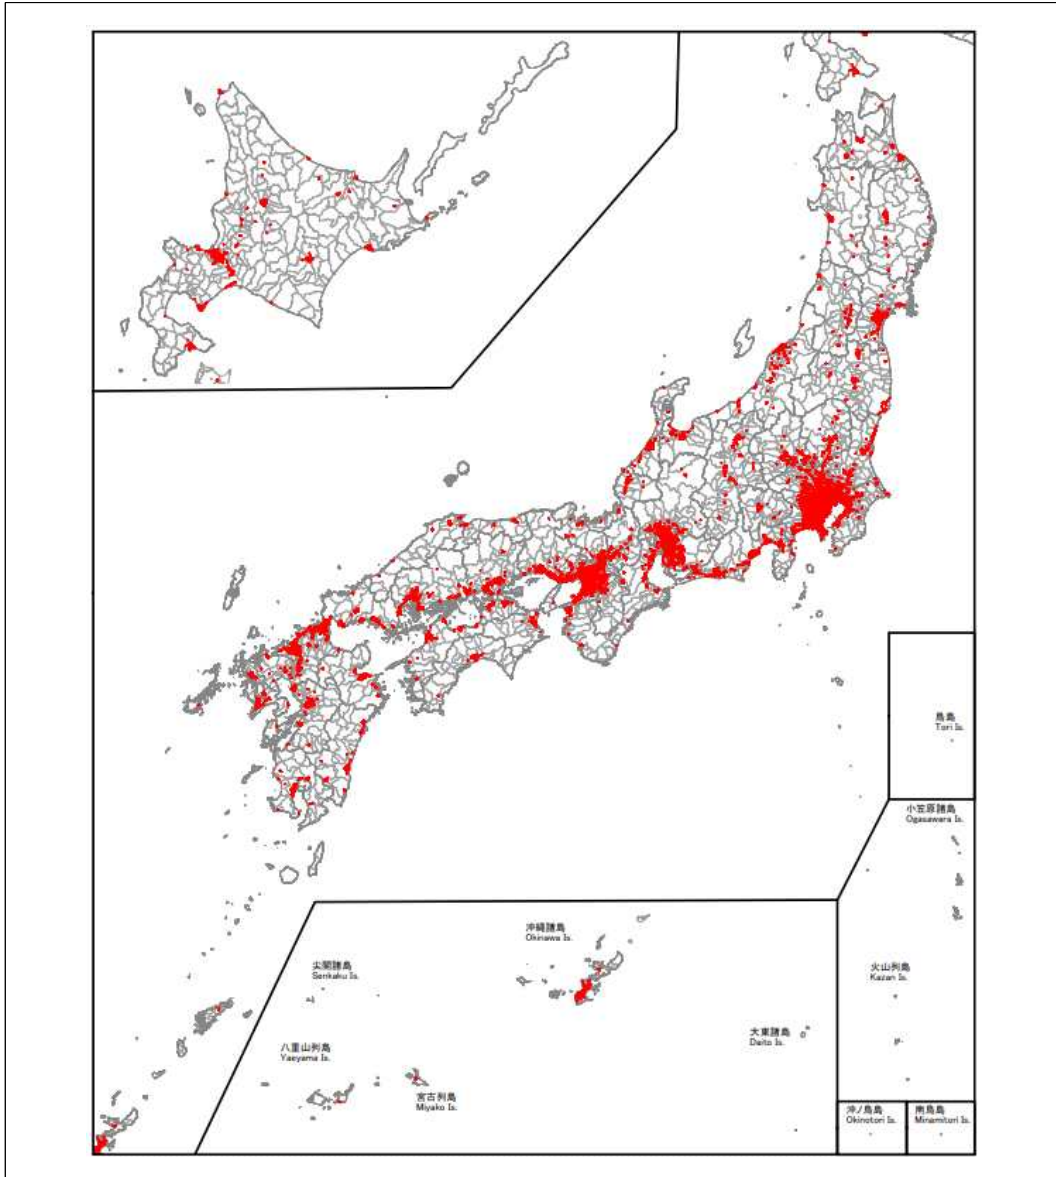 鳥島
Tori Is.
小笠原諸島
Ogasawara Is.
沖縄諸島
Okinawa Is.
尖閣諸島
Senkaku Is.
火山列島
Kazan Is.
大東諸島
Daito Is.
八重山列島
Yaeyama Is.
宮古列島
Miyako Is.
沖ノ鳥島
Okinotori Is.
南鳥島
Minamitori Is.